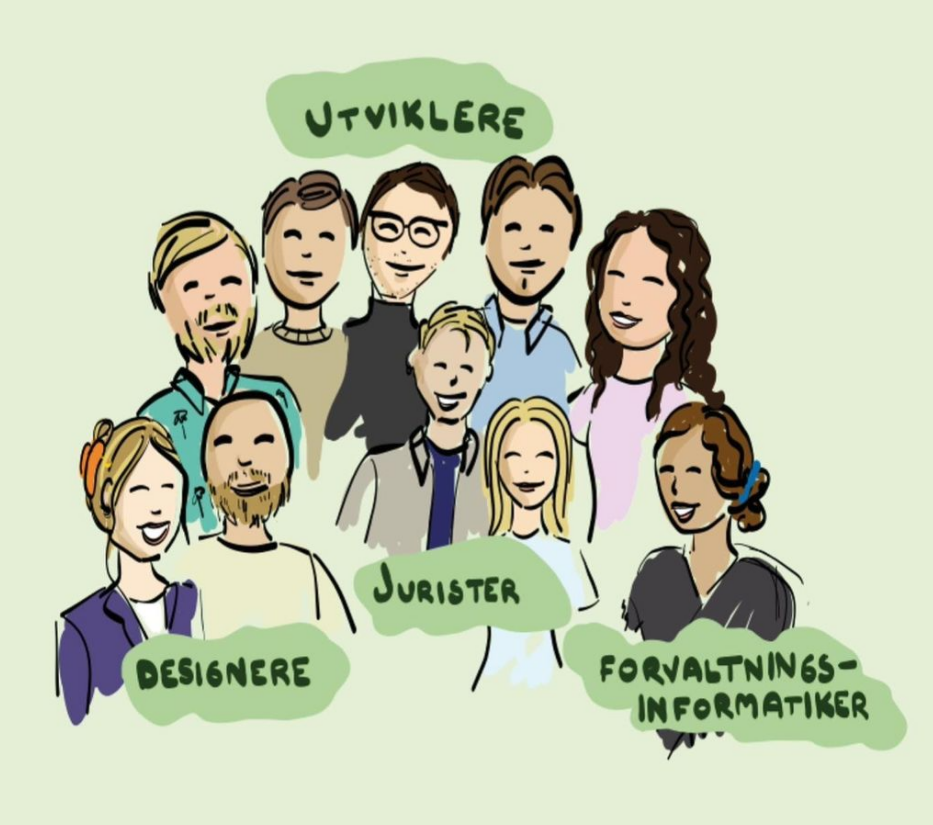 UTVIKLERE
JURISTER
DESIGNERE
FORVALTNINGS-
INFORMATIKER